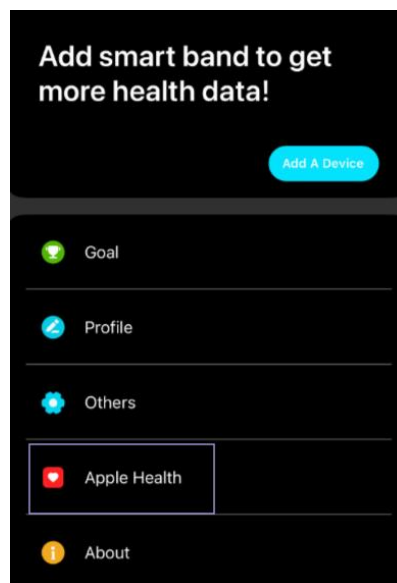 Add smart band to get
more health data!
Add A Device
Goal
Profile
Others
Apple Health
About